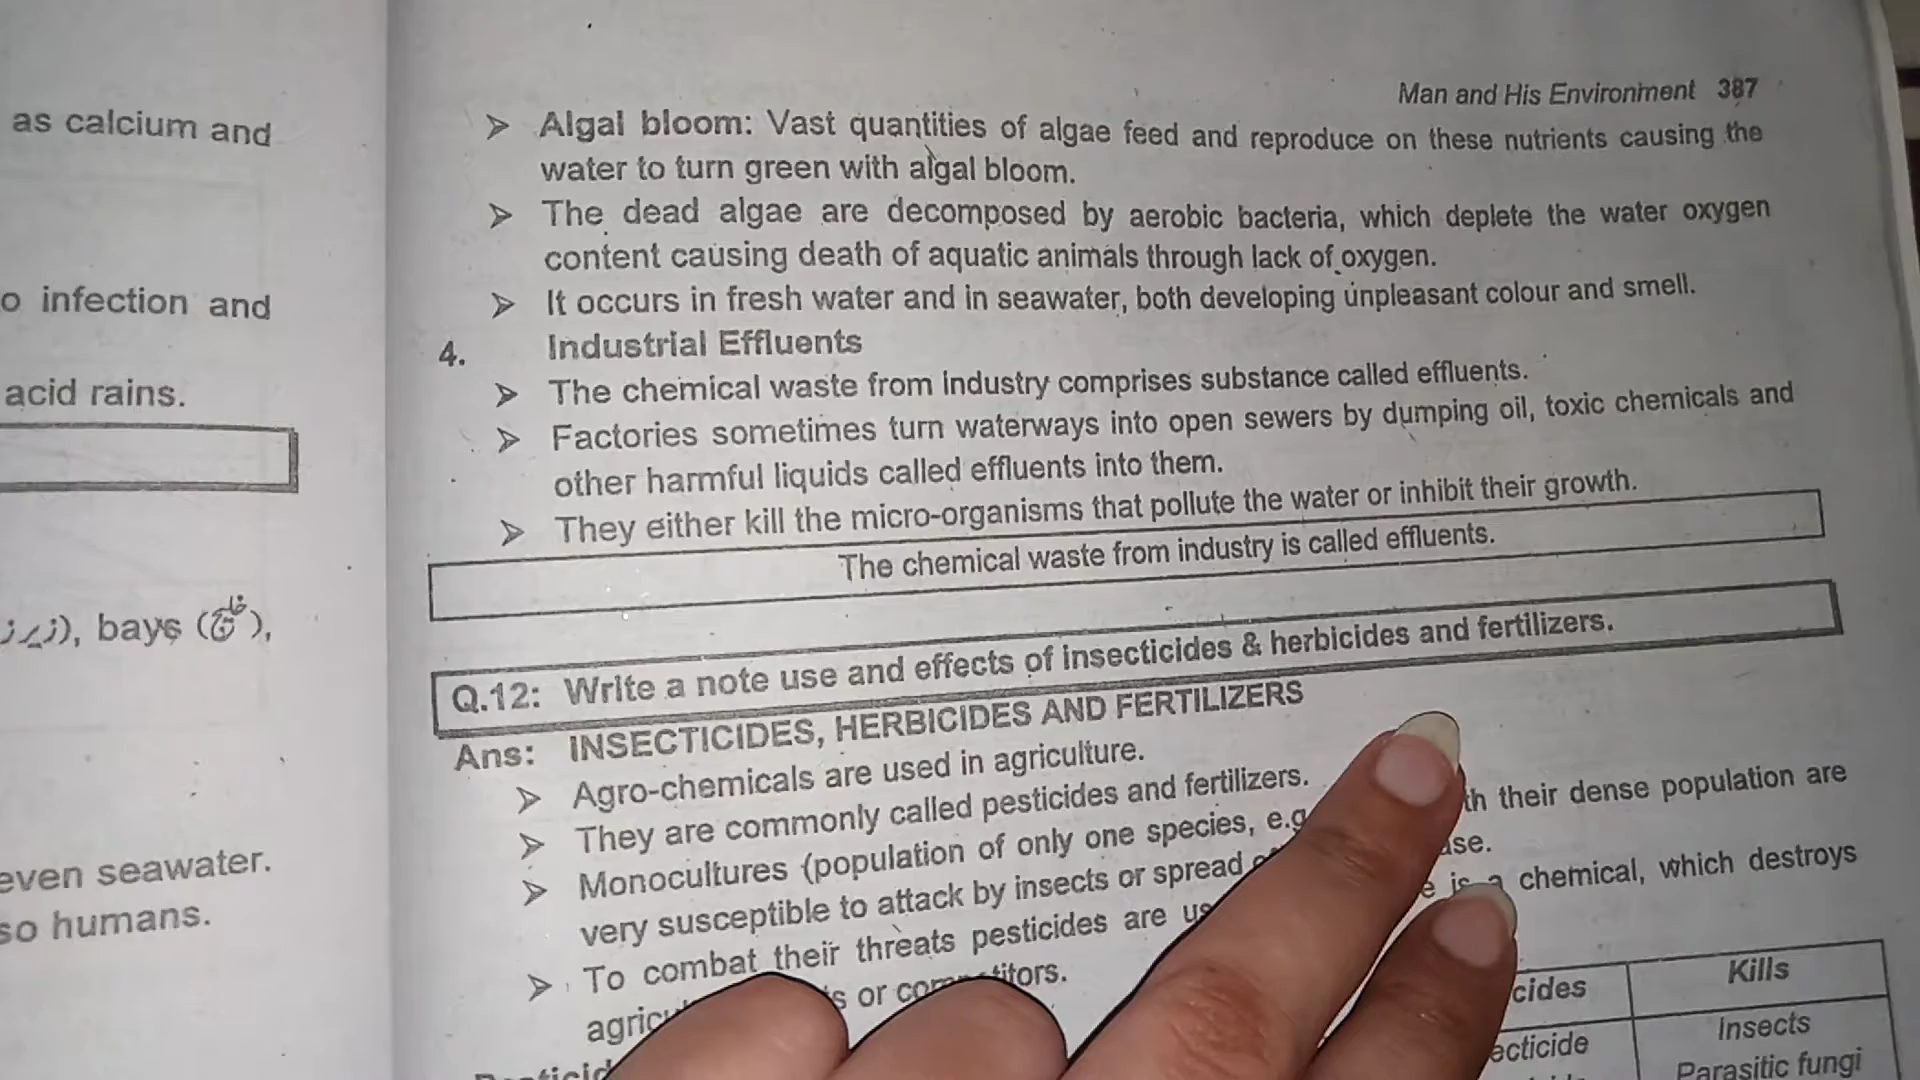 as calcium and
o infection and
acid rains.
bays (خلیج),
even seawater.
so humans.
Man and His Environment 387
➢ Algal bloom: Vast quantities of algae feed and reproduce on these nutrients causing the
water to turn green with algal bloom.
➢ The dead algae are decomposed by aerobic bacteria, which deplete the water oxygen
content causing death of aquatic animals through lack of oxygen.
➢ It occurs in fresh water and in seawater, both developing unpleasant colour and smell.
4. Industrial Effluents
➢ The chemical waste from industry comprises substance called effluents.
➢ Factories sometimes turn waterways into open sewers by dumping oil, toxic chemicals and
other harmful liquids called effluents into them.
➢ They either kill the micro-organisms that pollute the water or inhibit their growth.
The chemical waste from industry is called effluents.
Q.12: Write a note use and effects of insecticides & herbicides and fertilizers.
Ans: INSECTICIDES, HERBICIDES AND FERTILIZERS
➢ Agro-chemicals are used in agriculture.
➢ They are commonly called pesticides and fertilizers.
➢ Monocultures (population of only one species, e.g their dense population are
very susceptible to attack by insects or spread
➢ To combat their threats pesticides are is a chemical, which destroys
or
cides Kills
ecticide Insects
Parasitic fungi